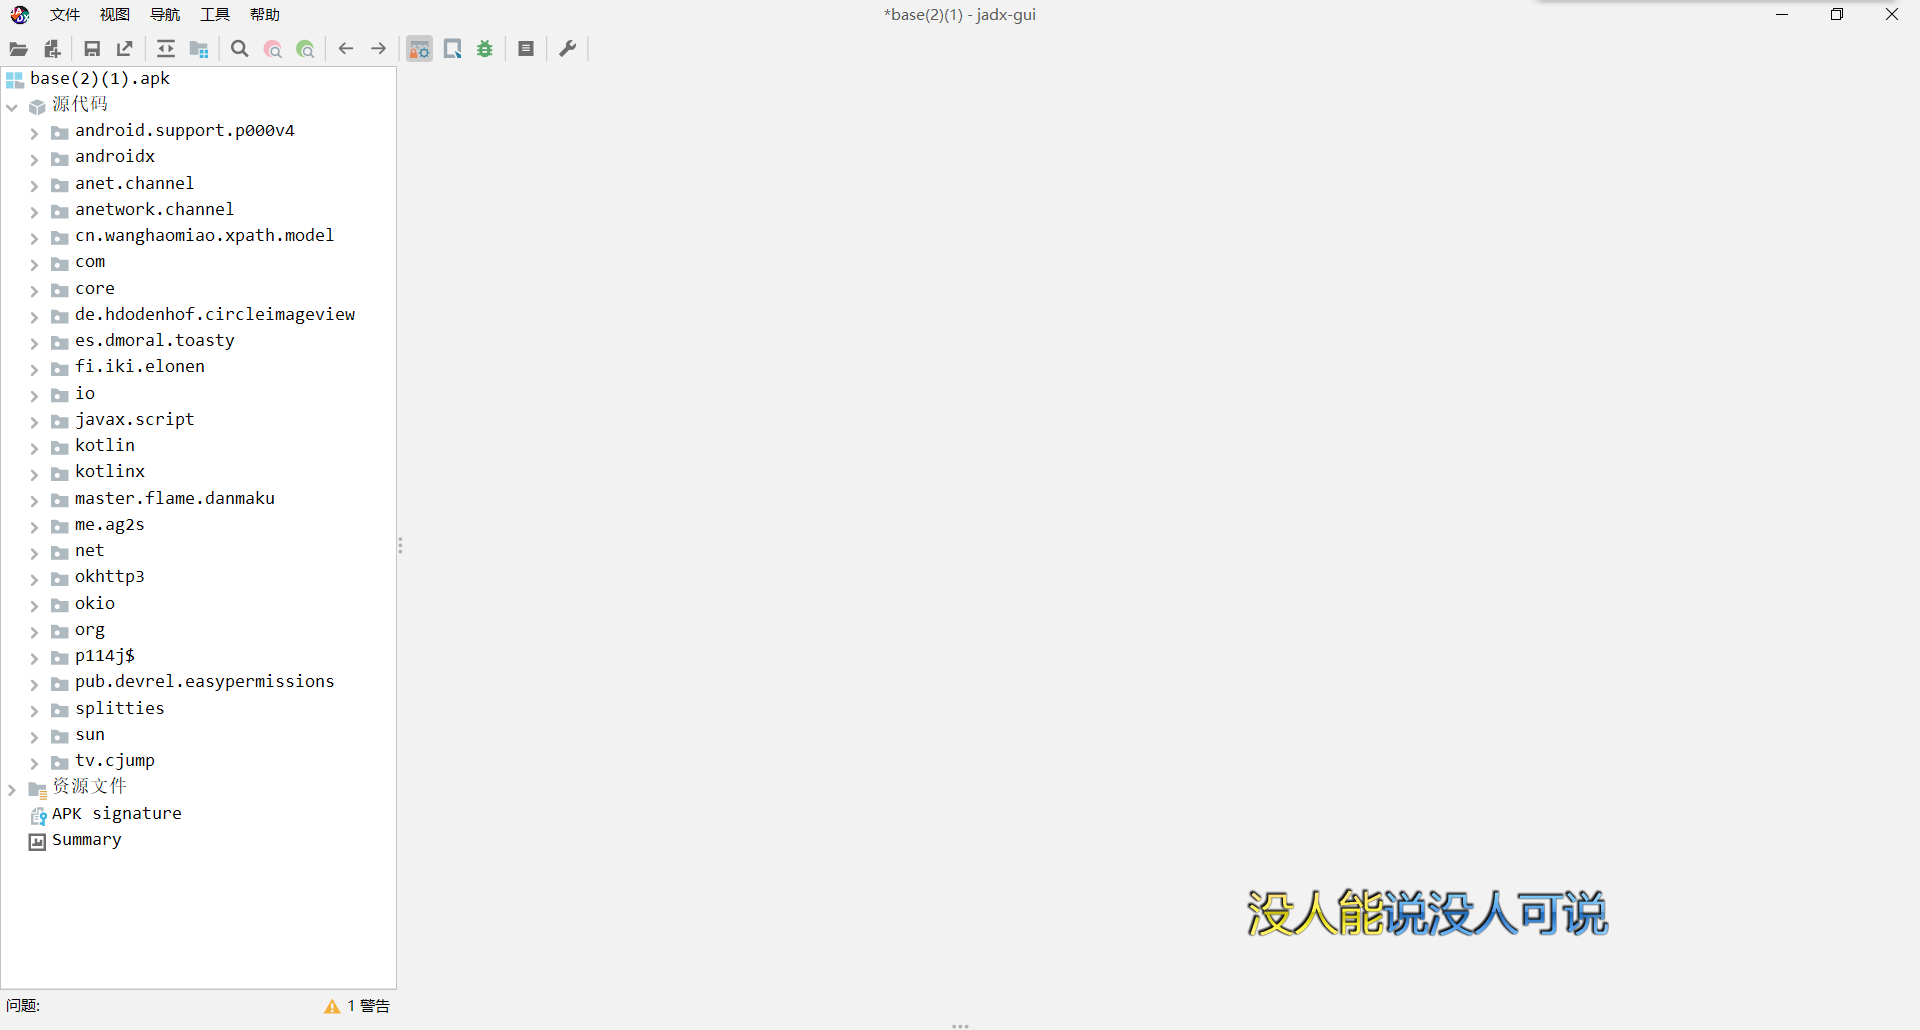 文件 视图 导航 工具 帮助
*base(2)(1) - jadx-gui
base(2)(1).apk
源代码
android.support.p000v4
androidx
anet.channel
anetwork.channel
cn.wanghaomiao.xpath.model
com
core
de.hdodenhof.circleimageview
es.dmoral.toasty
fi.iki.elonen
io
javax.script
kotlin
kotlinx
master.flame.danmaku
me.ag2s
net
okhttp3
okio
org
p114j$
pub.devrel.easypermissions
splitties
sun
tv.cjump
资源文件
APK signature
Summary
没人能说没人可说
问题: 1 警告